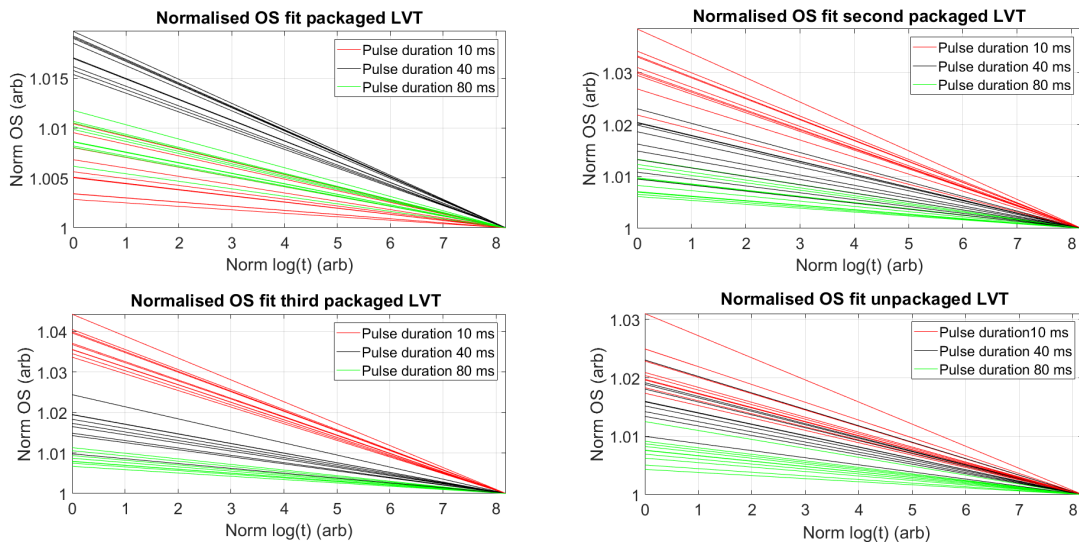 Normalised OS fit packaged LVT
Norm OS (arb)
1.015
1.01
1.005
1
0 1 2 3 4 5 6 7 8
Norm log(t) (arb)
Pulse duration 10 ms
Pulse duration 40 ms
Pulse duration 80 ms
Normalised OS fit second packaged LVT
Norm OS (arb)
1.03
1.02
1.01
1
0 1 2 3 4 5 6 7 8
Norm log(t) (arb)
Pulse duration 10 ms
Pulse duration 40 ms
Pulse duration 80 ms
Normalised OS fit third packaged LVT
Norm OS (arb)
1.04
1.03
1.02
1.01
1
0 1 2 3 4 5 6 7 8
Norm log(t) (arb)
Pulse duration 10 ms
Pulse duration 40 ms
Pulse duration 80 ms
Normalised OS fit unpackaged LVT
Norm OS (arb)
1.03
1.02
1.01
1
0 1 2 3 4 5 6 7 8
Norm log(t) (arb)
Pulse duration10 ms
Pulse duration 40 ms
Pulse duration 80 ms